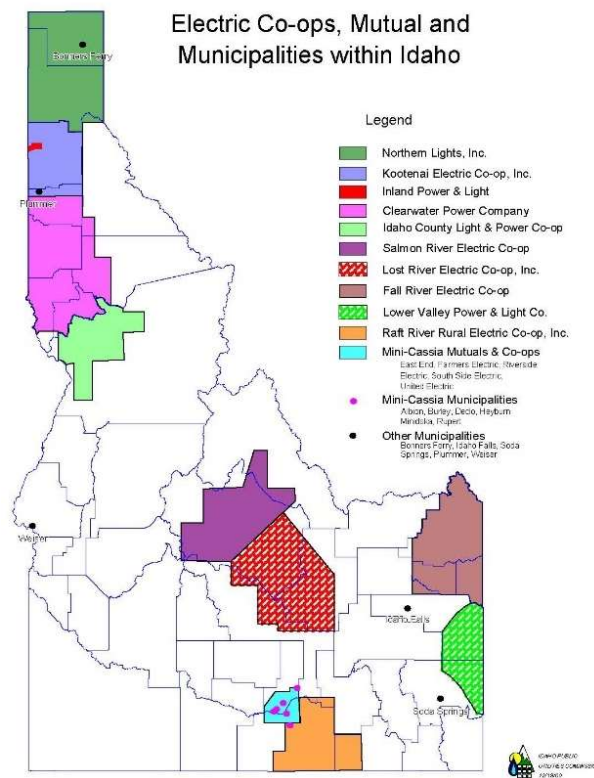 Electric Co-ops, Mutual and
Municipalities within Idaho
Legend
Northern Lights, Inc.
Kootenai Electric Co-op, Inc.
Inland Power & Light
Clearwater Power Company
Idaho County Light & Power Co-op
Salmon River Electric Co-op
Lost River Electric Co-op, Inc.
Fall River Electric Co-op
Lower Valley Power & Light Co.
Raft River Rural Electric Co-op, Inc.
Mini-Cassia Mutuals & Co-ops
East End, Farmers Electric, Riverside
Electric, South Side Electric,
United Electric
Mini-Cassia Municipalities
Albion, Burley, Declo, Heyburn
Minidoka, Rupert
Other Municipalities
Bonners Ferry, Idaho Falls, Soda
Springs, Plummer, Weiser
Bonners Ferry
Plummer
Weiser
Idaho Falls
Soda Springs
IDAHO PUBLIC
UTILITIES COMMISSION